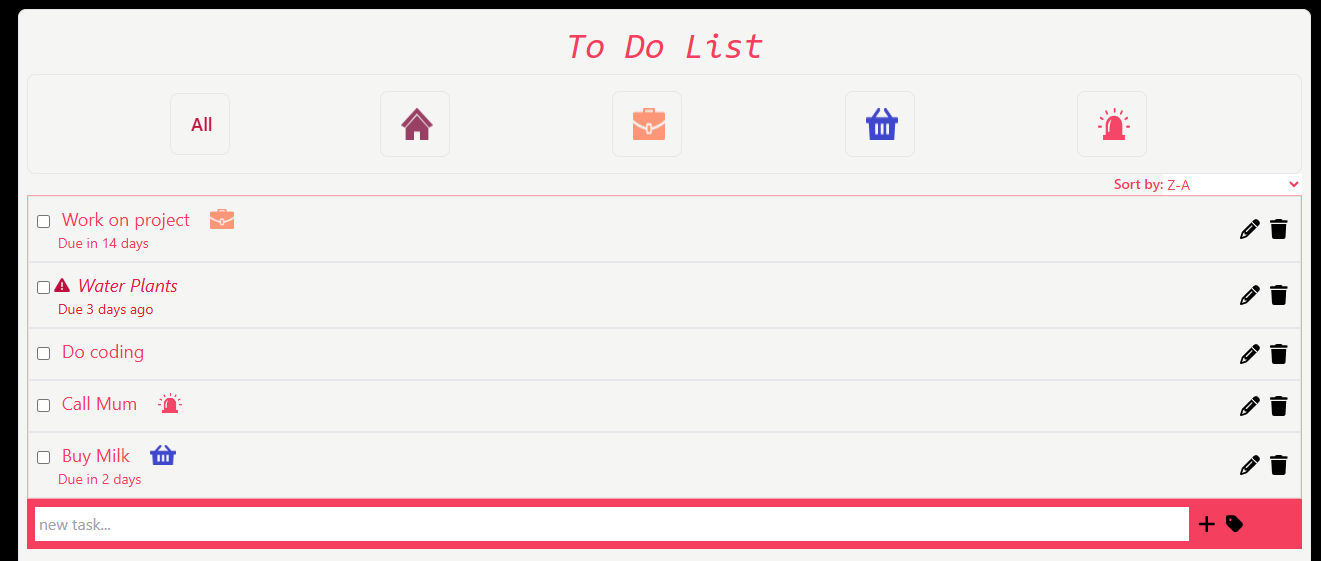 To Do List
All
Sort by: Z-A
Work on project
Due in 14 days
Water Plants
Due 3 days ago
Do coding
Call Mum
Buy Milk
Due in 2 days
new task...